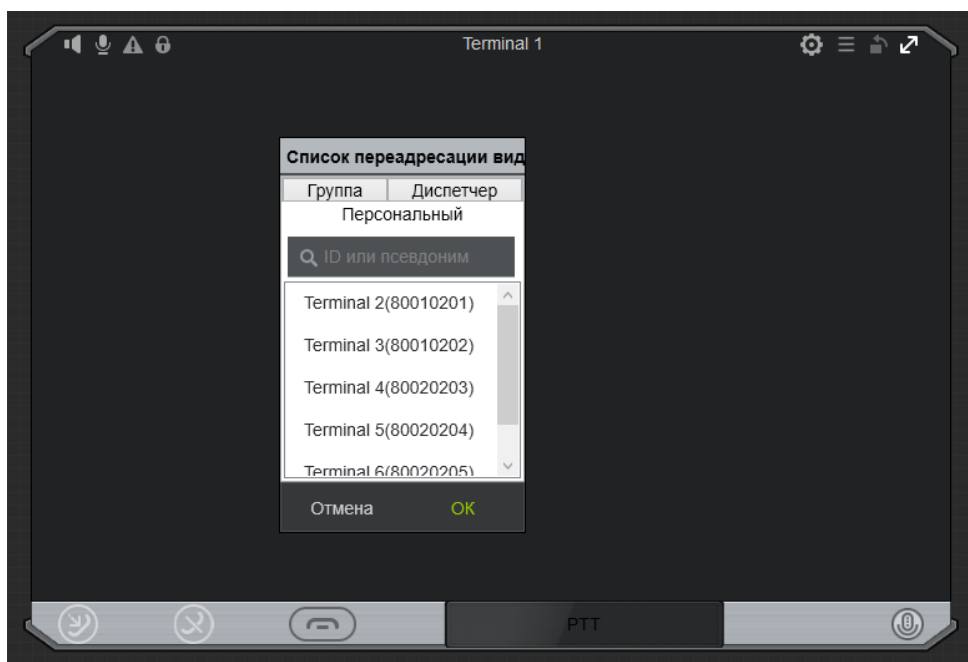 Terminal 1
Список переадресации вид
Группа Диспетчер
Персональный
ID или псевдоним
Terminal 2(80010201)
Terminal 3(80010202)
Terminal 4(80020203)
Terminal 5(80020204)
Terminal 6(80020205)
Отмена ОК
PTT